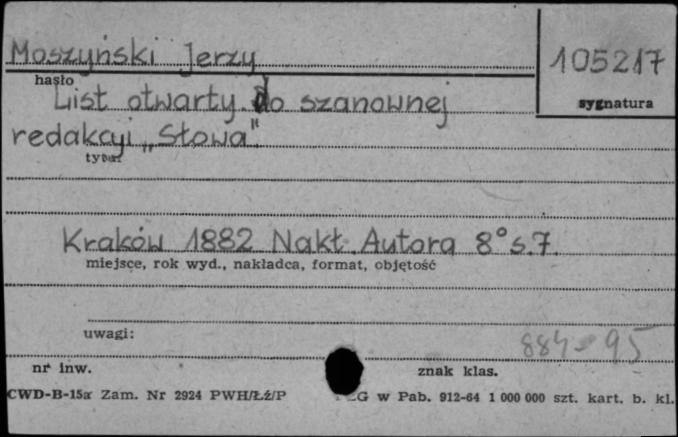 Moszyński Jerzy
105217
hasło
sygnatura
List otwarty do szanownej
redakcyi „Słowa".
tytuł
Kraków 1882 Nakł. Autora 8° s. 7.
miejsce, rok wyd., nakładca, format, objętość
uwagi:
884-95
nr inw.
znak klas.
CWD-B-15a Zam. Nr 2924 PWH/Łź/P
G w Pab. 912-64 1 000 000 szt. kart. b. kl.